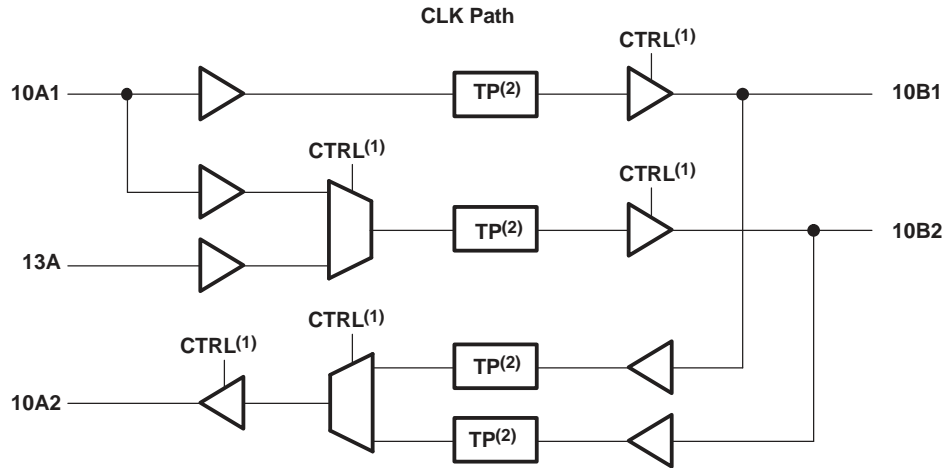 CLK Path
CTRL(1)
10A1
TP(2)
10B1
CTRL(1)
CTRL(1)
TP(2)
10B2
13A
CTRL(1)
CTRL(1)
TP(2)
10A2
TP(2)